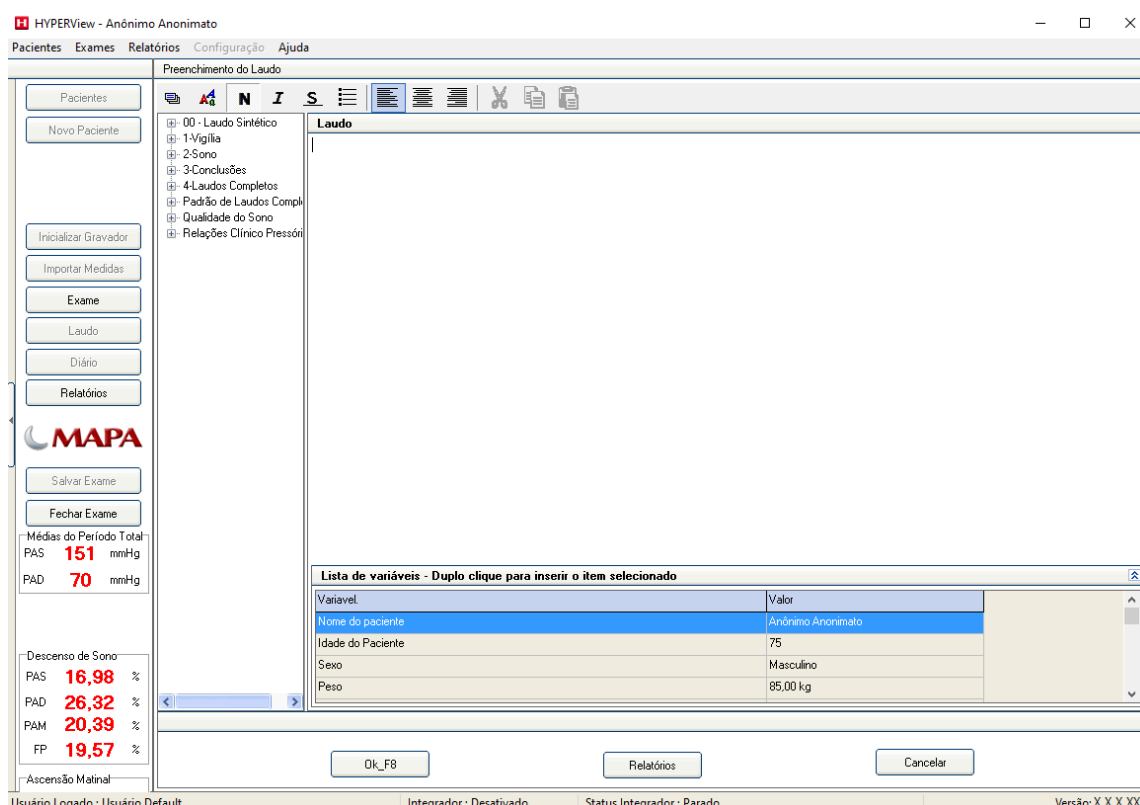 HYPERView - Anônimo Anonimato
Pacientes Exames Relatórios Configuração Ajuda
Preenchimento do Laudo
Pacientes
Novo Paciente
Inicializar Gravador
Importar Medidas
Exame
Laudo
Diário
Relatórios
MAPA
Salvar Exame
Fechar Exame
Médias do Período Total
PAS 151 mmHg
PAD 70 mmHg
Descenso de Sono
PAS 16,98 %
PAD 26,32 %
PAM 20,39 %
FP 19,57 %
Ascensão Matinal
N I S
00 - Laudo Sintético
1-Vigília
2-Sono
3-Conclusões
4-Laudos Completos
Padrão de Laudos Compl
Qualidade do Sono
Relações Clínico Pressóri
Laudo
Lista de variáveis - Duplo clique para inserir o item selecionado
Variavel. Valor
Nome do paciente Anônimo Anonimato
Idade do Paciente 75
Sexo Masculino
Peso 85,00 kg
Ok_F8 Relatórios Cancelar
Usuário Logado : Usuário Default Integrador : Desativado Status Integrador : Parado Versão: X.X.X.XX